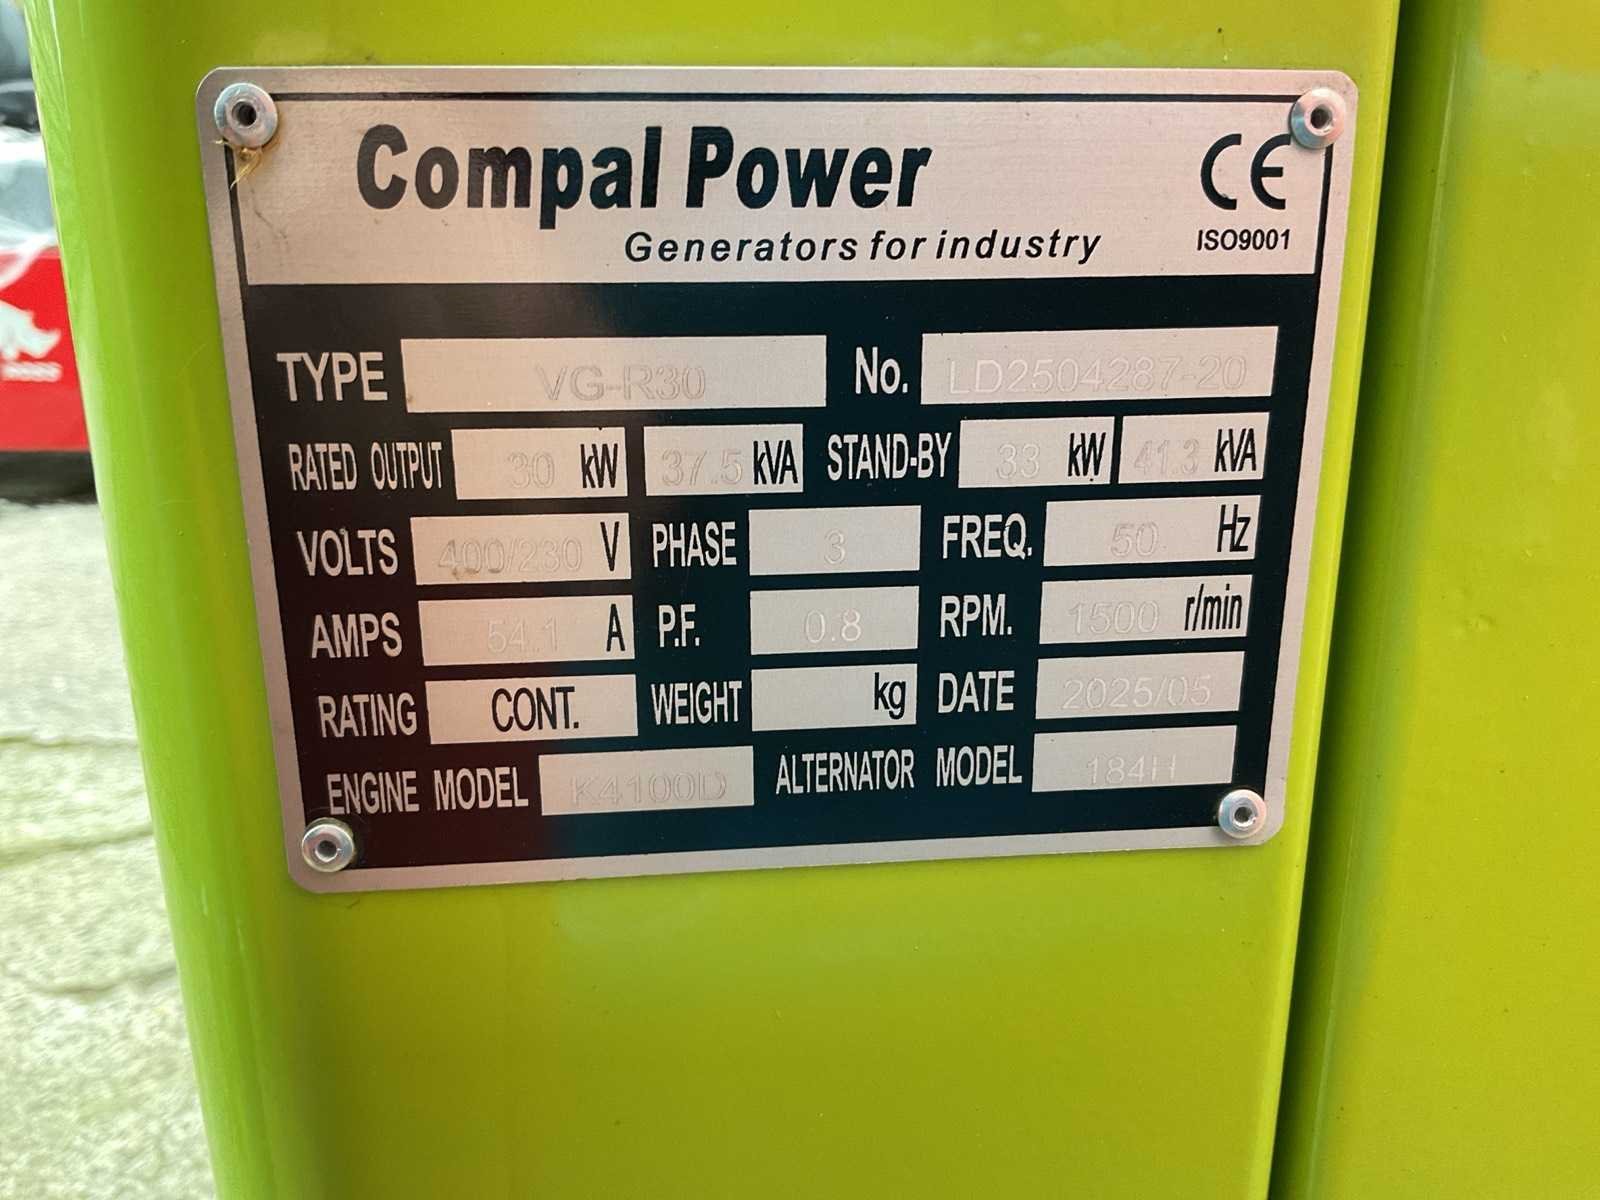 Compal Power
Generators for industry
CE
ISO9001
TYPE VG-R30 No. LD2504287-20
RATED OUTPUT 30 kW 37.5 kVA STAND-BY 33 kW 41.3 kVA
VOLTS 400/230 V PHASE 3 FREQ. 50 Hz
AMPS 54.1 A P.F. 0.8 RPM. 1500 r/min
RATING CONT. WEIGHT kg DATE 2025/05
ENGINE MODEL K4100D ALTERNATOR MODEL 184H